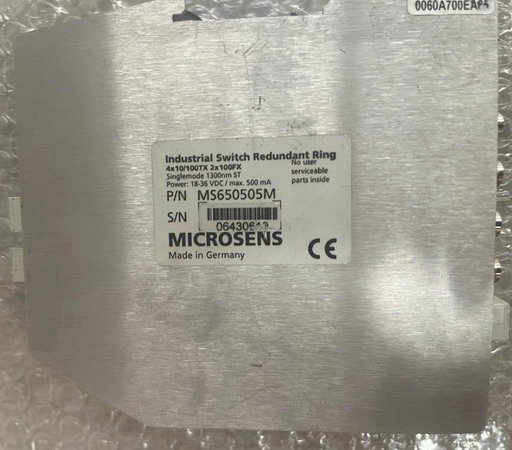 Industrial Switch Redundant Ring
4x10/100TX 2x100FX
Singlemode 1300nm ST
Power: 18-36 VDC / max. 500 mA
No user
serviceable
parts inside
P/N MS650505M
S/N
MICROSENS
CE
Made in Germany